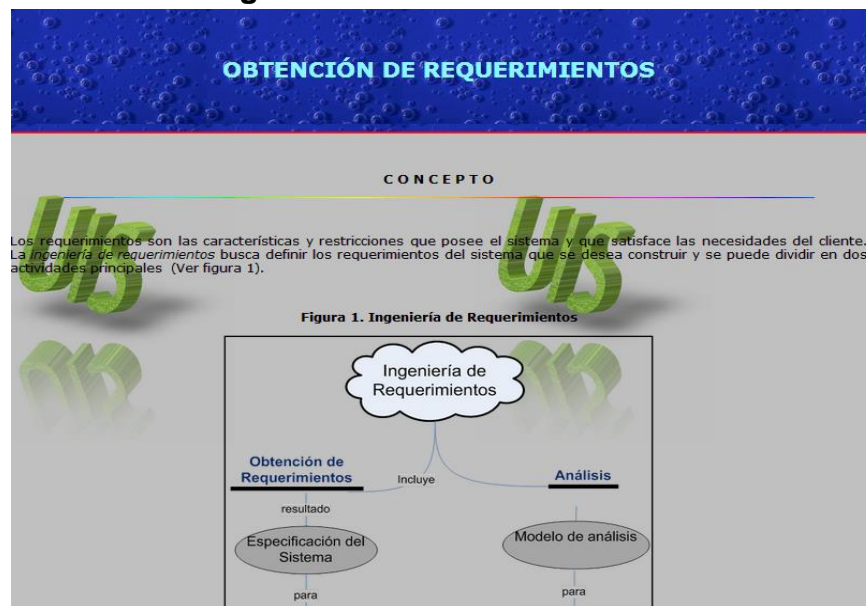 OBTENCIÓN DE REQUERIMIENTOS
CONCEPTO
Los requerimientos son las características y restricciones que posee el sistema y que satisface las necesidades del cliente.
La ingeniería de requerimientos busca definir los requerimientos del sistema que se desea construir y se puede dividir en dos
actividades principales (Ver figura 1).
UIS
UIS
Figura 1. Ingeniería de Requerimientos
Ingeniería de
Requerimientos
Obtención de
Requerimientos
Incluye
Análisis
resultado
Especificación del
Sistema
Modelo de análisis
para
para